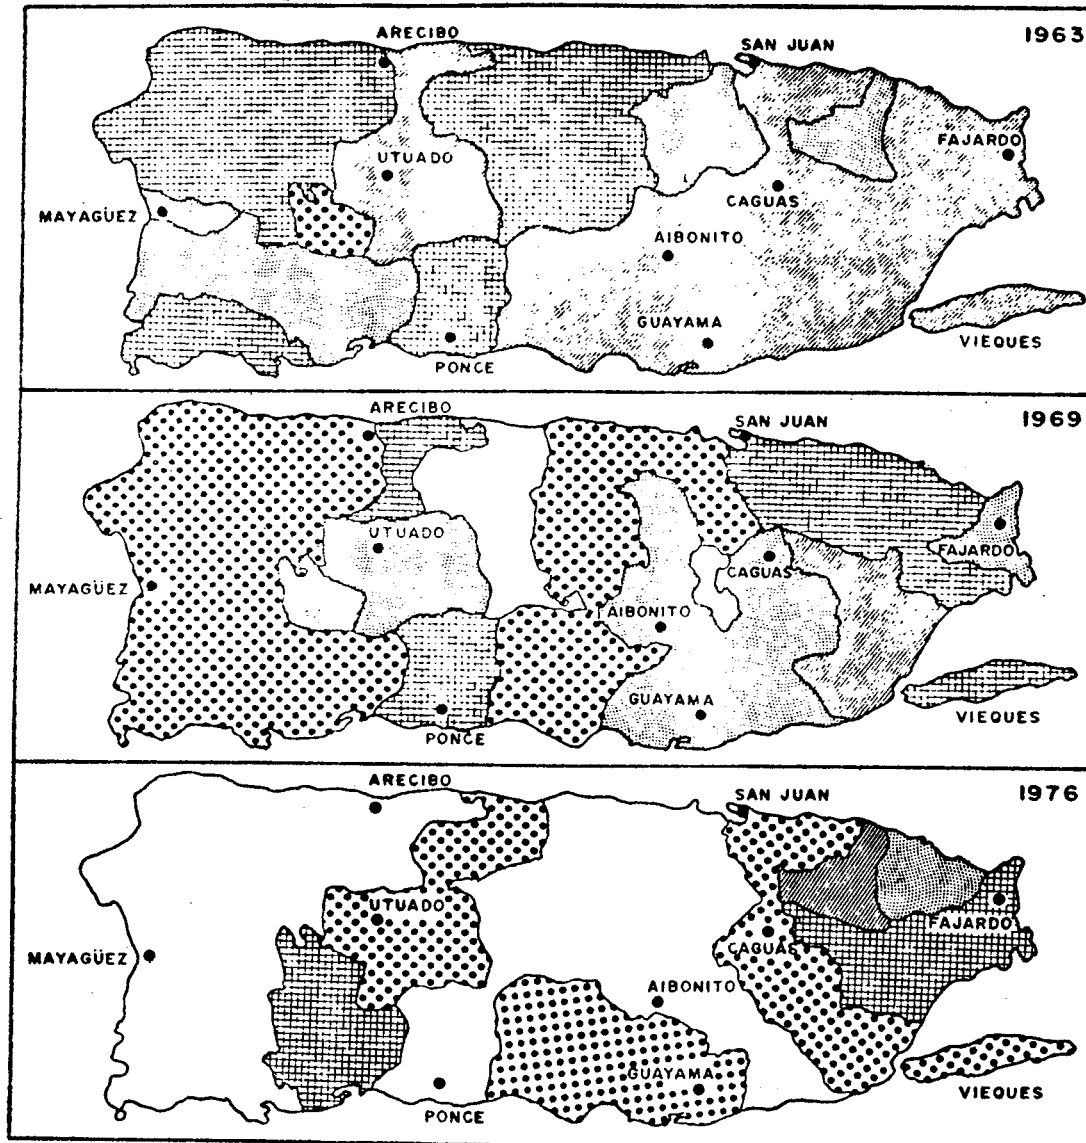 ARECIBO
1963
SAN JUAN
UTUADO
FAJARDO
MAYAGÜEZ
CAGUAS
AIBONITO
GUAYAMA
VIEQUES
PONCE
ARECIBO
1969
SAN JUAN
UTUADO
FAJARDO
MAYAGÜEZ
CAGUAS
AIBONITO
GUAYAMA
VIEQUES
PONCE
ARECIBO
1976
SAN JUAN
UTUADO
FAJARDO
MAYAGÜEZ
CAGUAS
AIBONITO
GUAYAMA
VIEQUES
PONCE